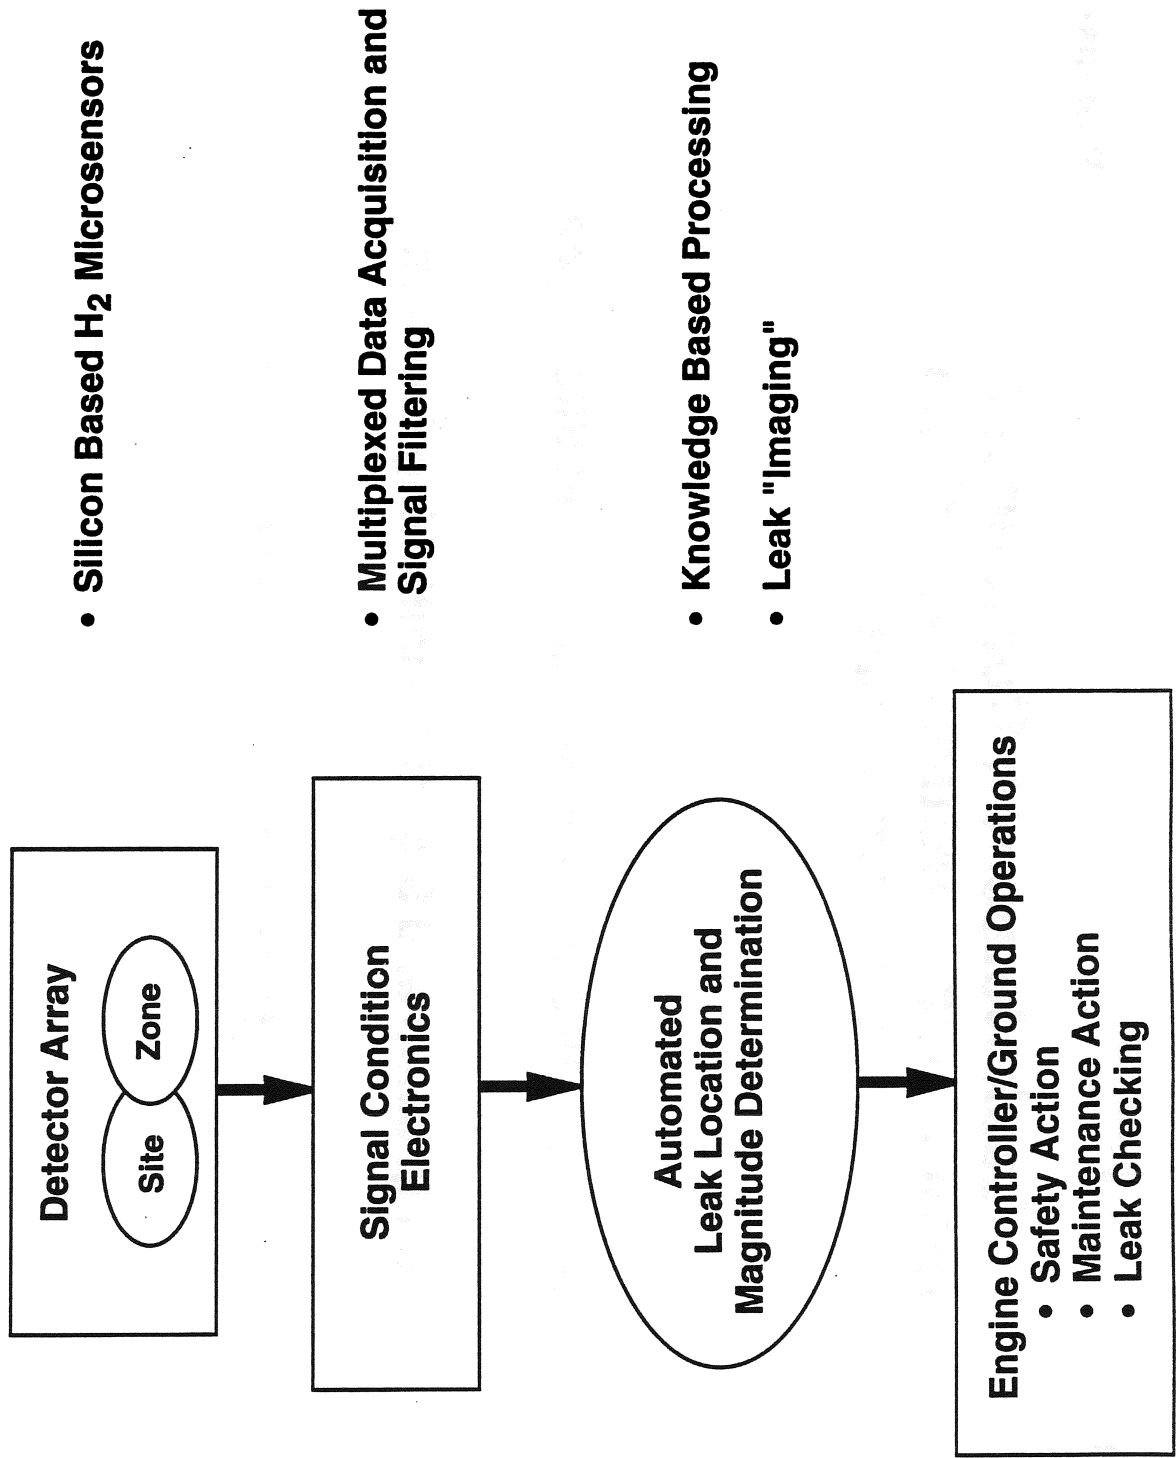 Detector Array
Site
Zone
• Silicon Based H₂ Microsensors
Signal Condition
Electronics
• Multiplexed Data Acquisition and
Signal Filtering
Automated
Leak Location and
Magnitude Determination
• Knowledge Based Processing
• Leak "Imaging"
Engine Controller/Ground Operations
• Safety Action
• Maintenance Action
• Leak Checking